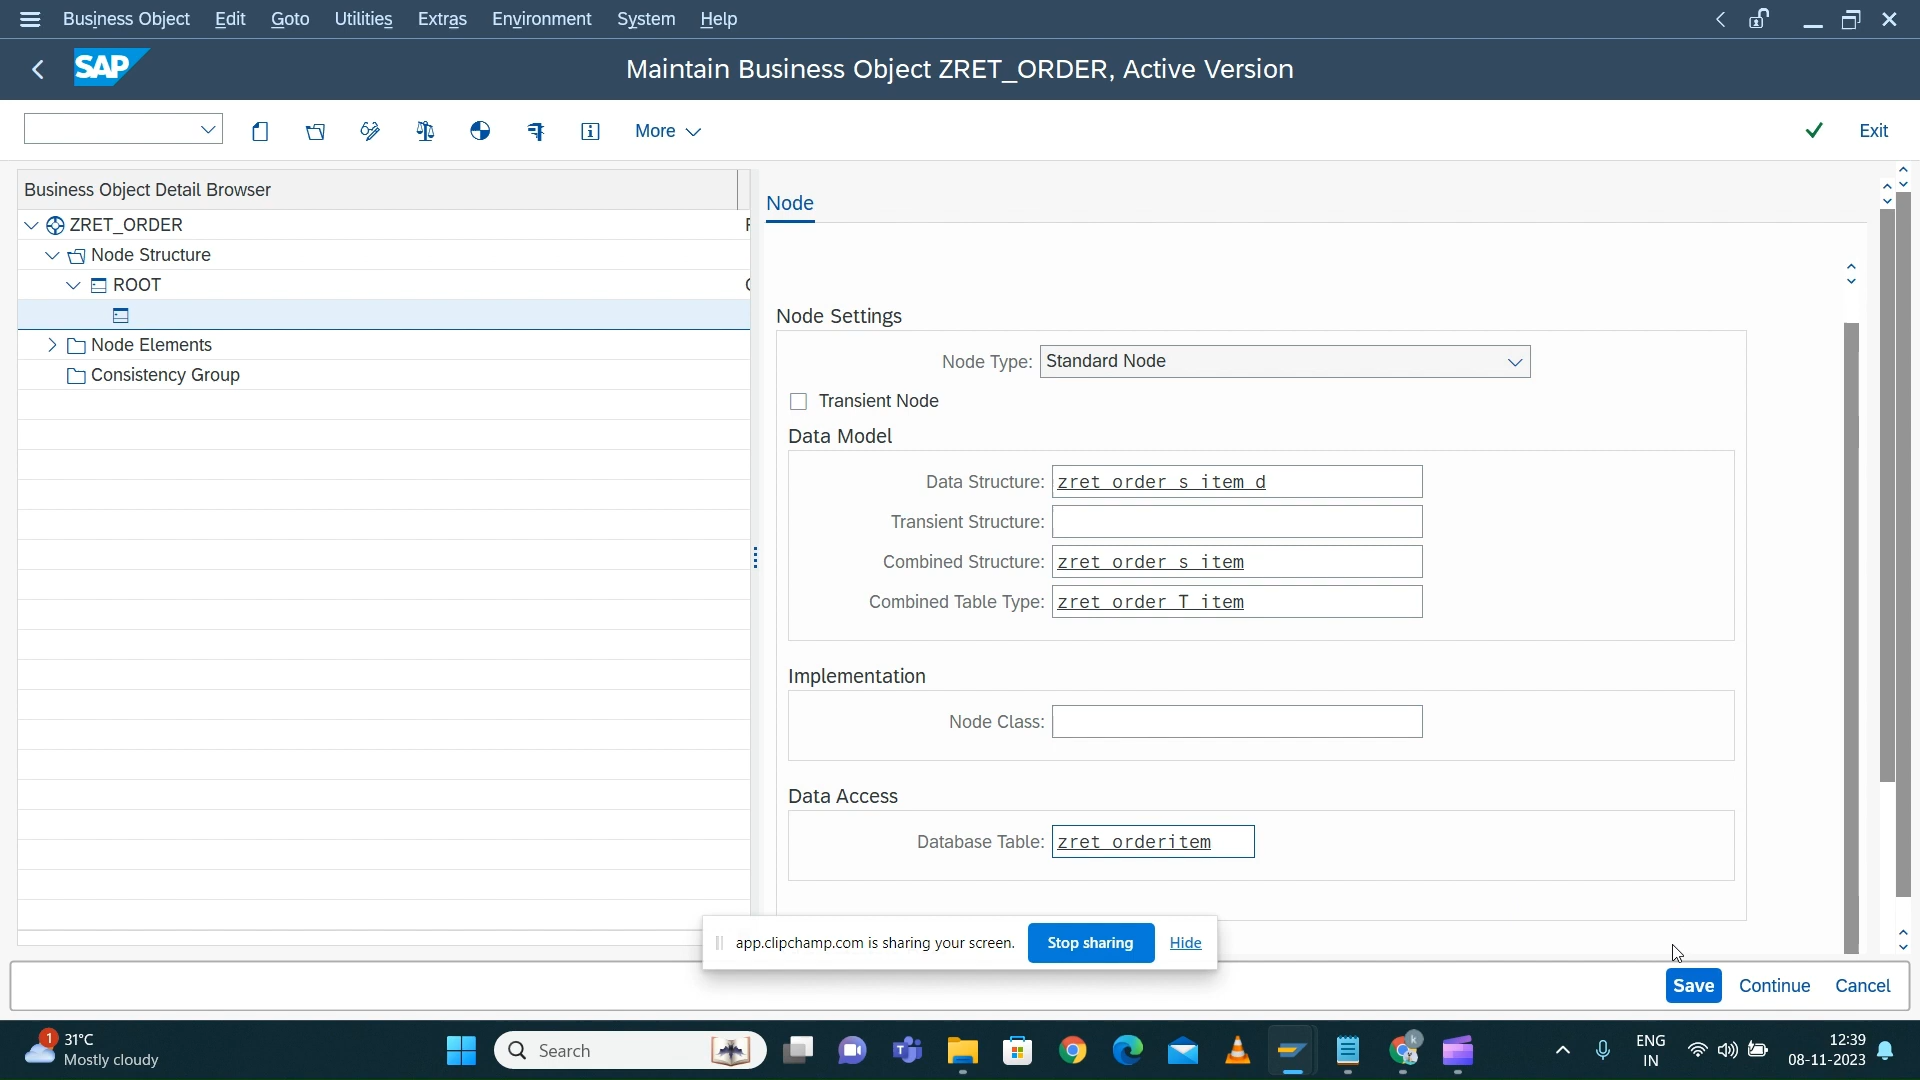 Business Object Edit Goto Utilities Extras Environment System Help
SAP
Maintain Business Object ZRET_ORDER, Active Version
More
Exit
Business Object Detail Browser
ZRET_ORDER
Node Structure
ROOT
Node Elements
Consistency Group
Node
Node Settings
Node Type: Standard Node
Transient Node
Data Model
Data Structure: zret_order_s_item_d
Transient Structure:
Combined Structure: zret_order_s_item
Combined Table Type: zret_order_T_item
Implementation
Node Class:
Data Access
Database Table: zret_orderitem
app.clipchamp.com is sharing your screen. Stop sharing Hide
Save Continue Cancel
1
31°C
Mostly cloudy
Search
ENG
IN
12:39
08-11-2023